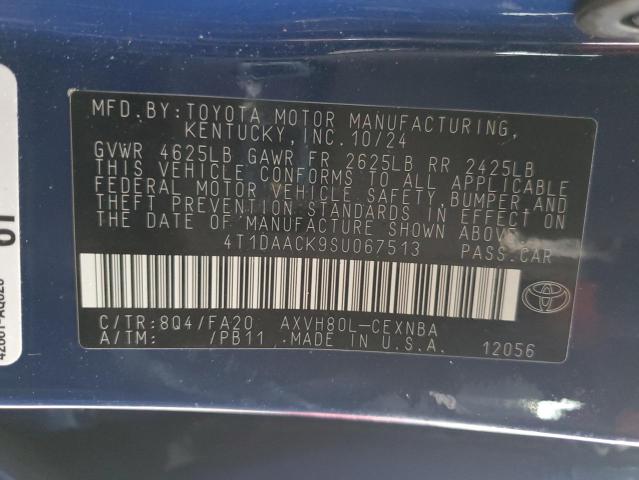 MFD. BY: TOYOTA MOTOR MANUFACTURING,
KENTUCKY, INC. 10/24
GVWR 4625LB GAWR FR 2625LB RR 2425LB
THIS VEHICLE CONFORMS TO ALL APPLICABLE
FEDERAL MOTOR VEHICLE SAFETY, BUMPER, AND
THEFT PREVENTION STANDARDS IN EFFECT ON
THE DATE OF MANUFACTURE SHOWN ABOVE.
4T1DAACK9SU067513 PASS.CAR
C/TR:8Q4/FA20 AXVH80L-CEXNBA
A/TM: /PB11 MADE IN U.S.A. 12056